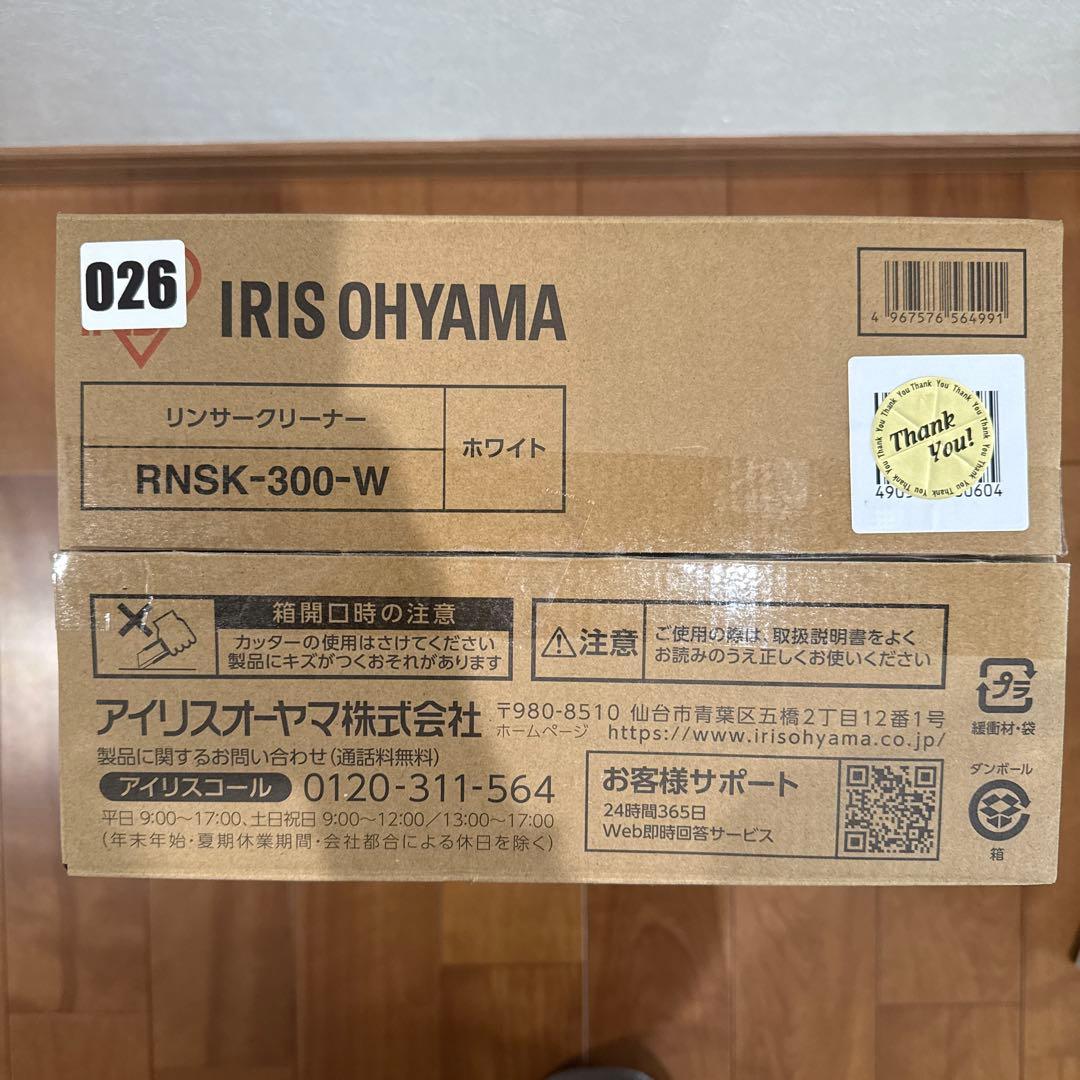 026
IRIS OHYAMA
4 967576 564991
リンサークリーナー
RNSK-300-W
ホワイト
Thank You Thank You Thank You Thank You Thank You
Thank
You!
箱開口時の注意
カッターの使用はさけてください
製品にキズがつくおそれがあります
注意
ご使用の際は、取扱説明書をよく
お読みのうえ正しくお使いください
プラ
緩衝材・袋
アイリスオーヤマ株式会社
〒980-8510 仙台市青葉区五橋2丁目12番1号
ホームページ https://www.irisohyama.co.jp/
製品に関するお問い合わせ(通話料無料)
アイリスコール 0120-311-564
平日 9:00〜17:00、土日祝日 9:00〜12:00/13:00〜17:00
(年末年始・夏期休業期間・会社都合による休日を除く)
お客様サポート
24時間365日
Web即時回答サービス
ダンボール
箱